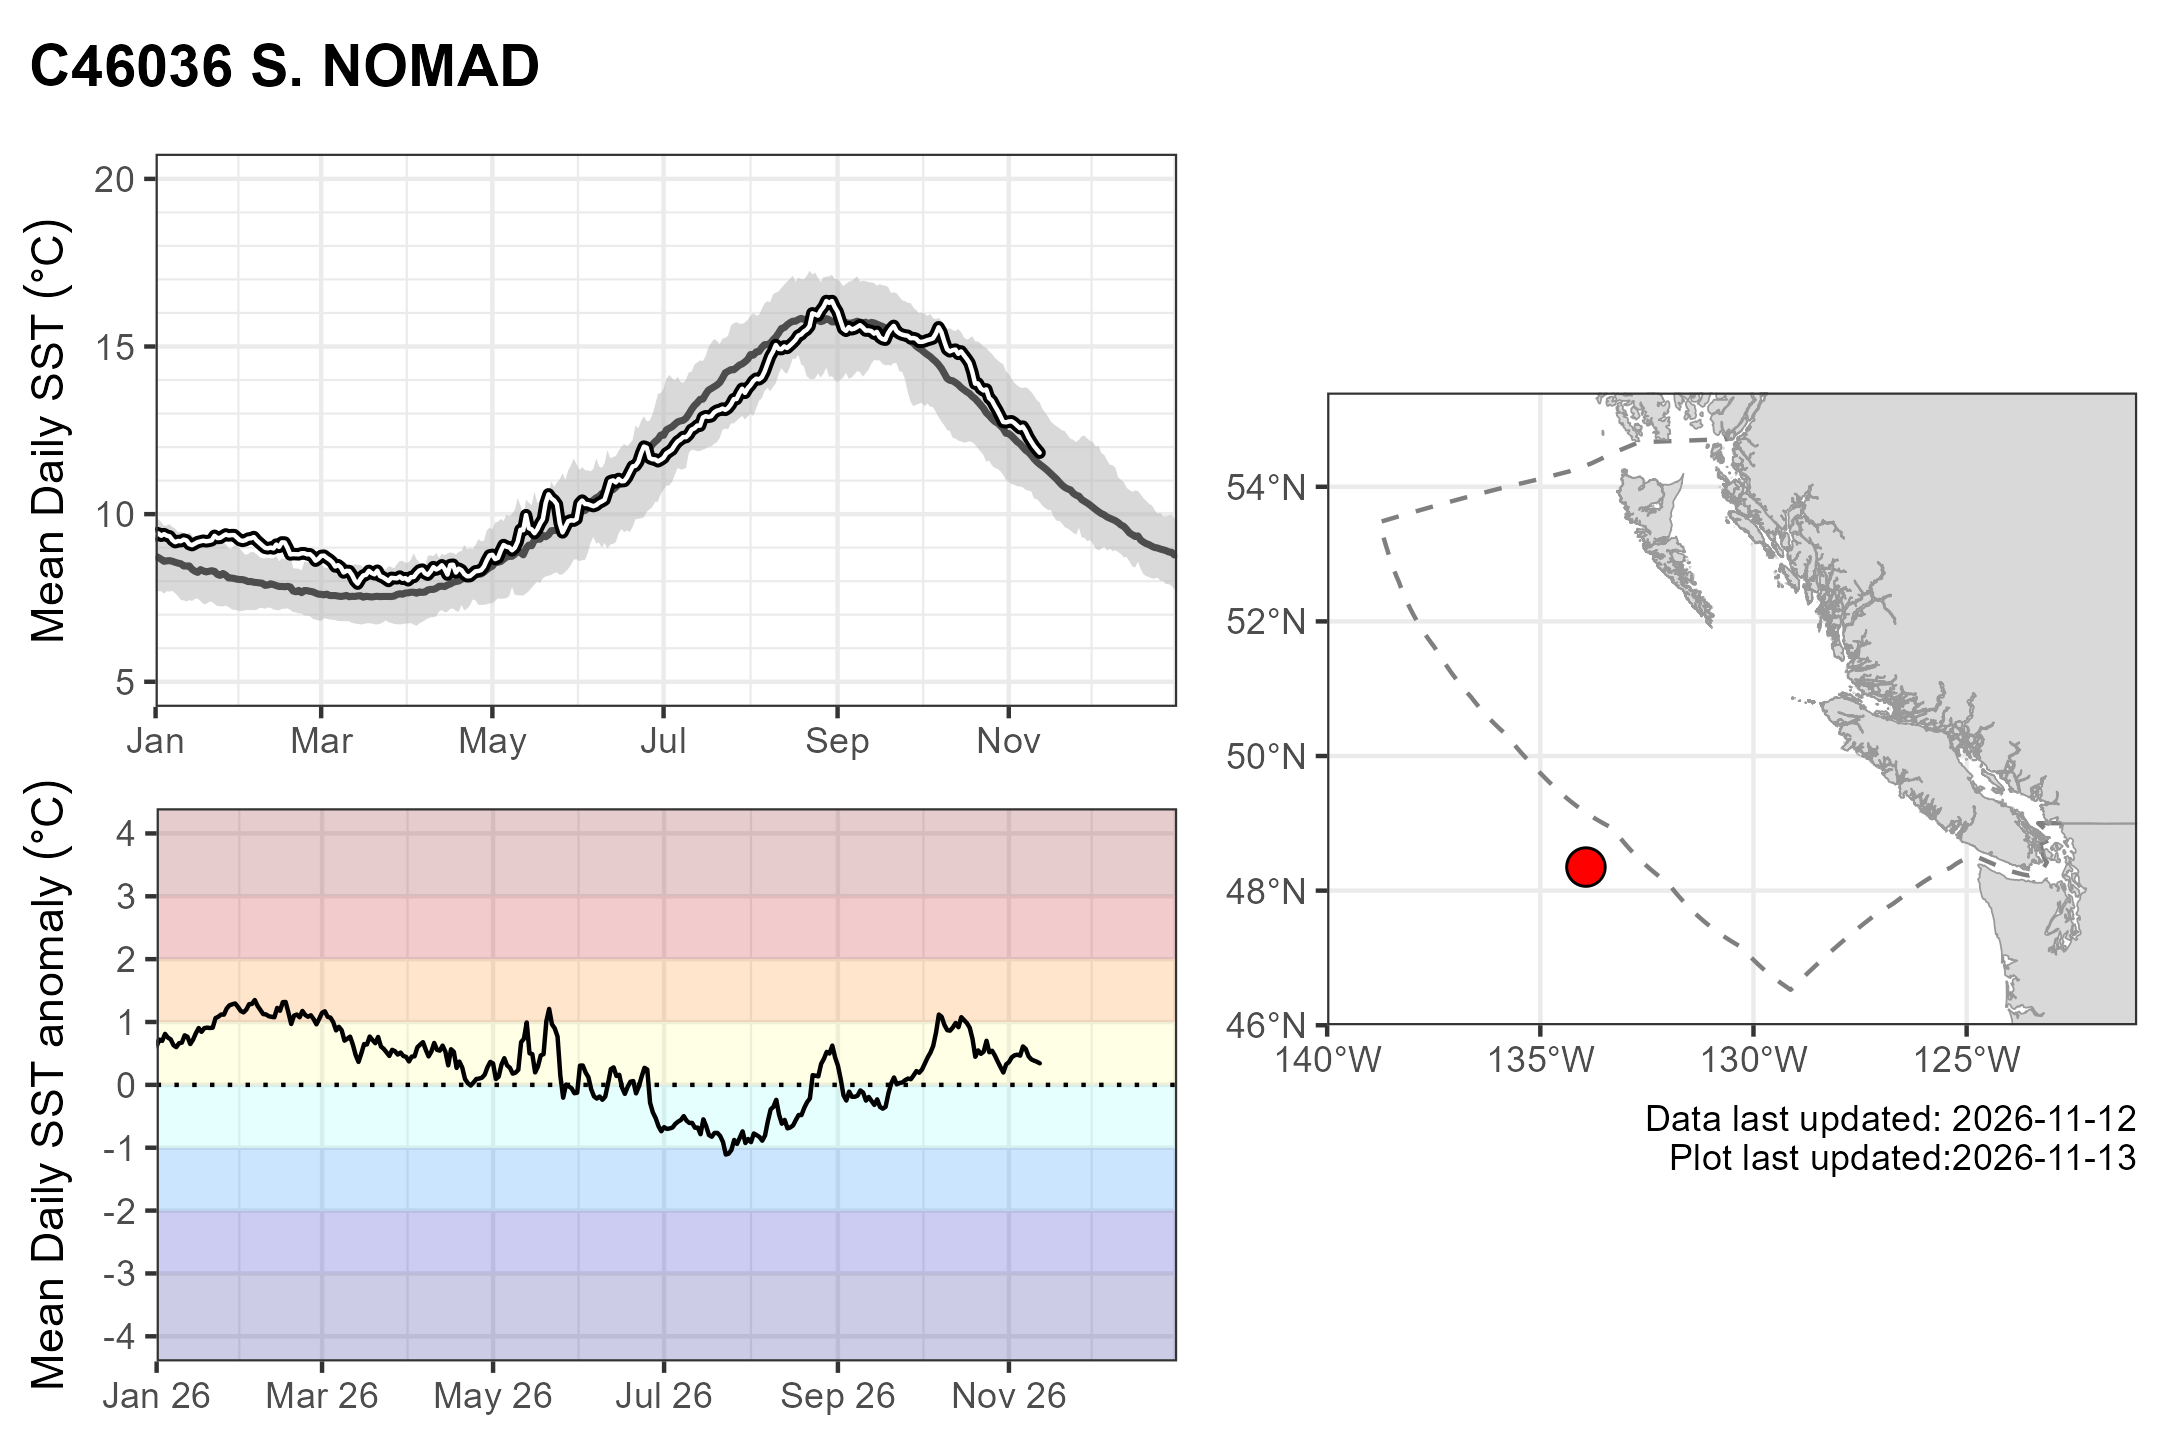 C46036 S. NOMAD
Mean Daily SST (°C)
20
15
10
5
Jan Mar May Jul Sep Nov
Mean Daily SST anomaly (°C)
4
3
2
1
0
-1
-2
-3
-4
Jan 26 Mar 26 May 26 Jul 26 Sep 26 Nov 26
54°N
52°N
50°N
48°N
46°N
140°W 135°W 130°W 125°W
Data last updated: 2026-11-12
Plot last updated:2026-11-13